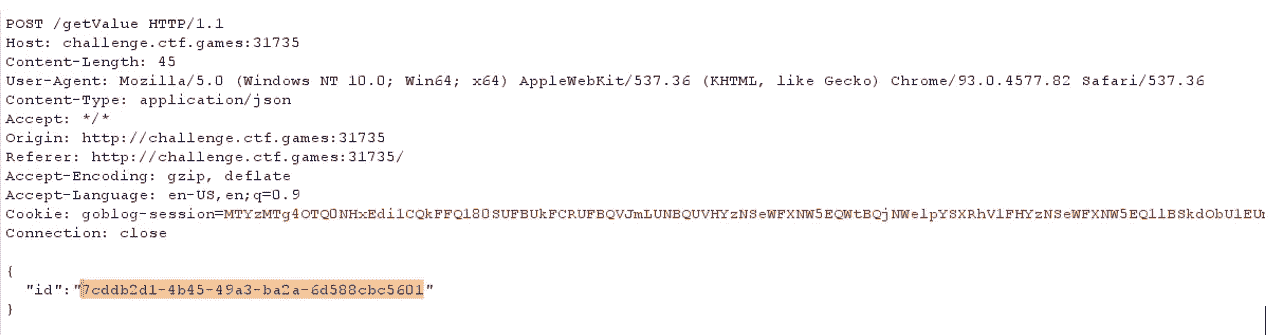 POST /getValue HTTP/1.1
Host: challenge.ctf.games:31735
Content-Length: 45
User-Agent: Mozilla/5.0 (Windows NT 10.0; Win64; x64) AppleWebKit/537.36 (KHTML, like Gecko) Chrome/93.0.4577.82 Safari/537.36
Content-Type: application/json
Accept: */*
Origin: http://challenge.ctf.games:31735
Referer: http://challenge.ctf.games:31735/
Accept-Encoding: gzip, deflate
Accept-Language: en-US,en;q=0.9
Cookie: goblog-session=
Connection: close
{
"id":"7cddb2d1-4b45-49a3-ba2a-6d588cbc5601"
}